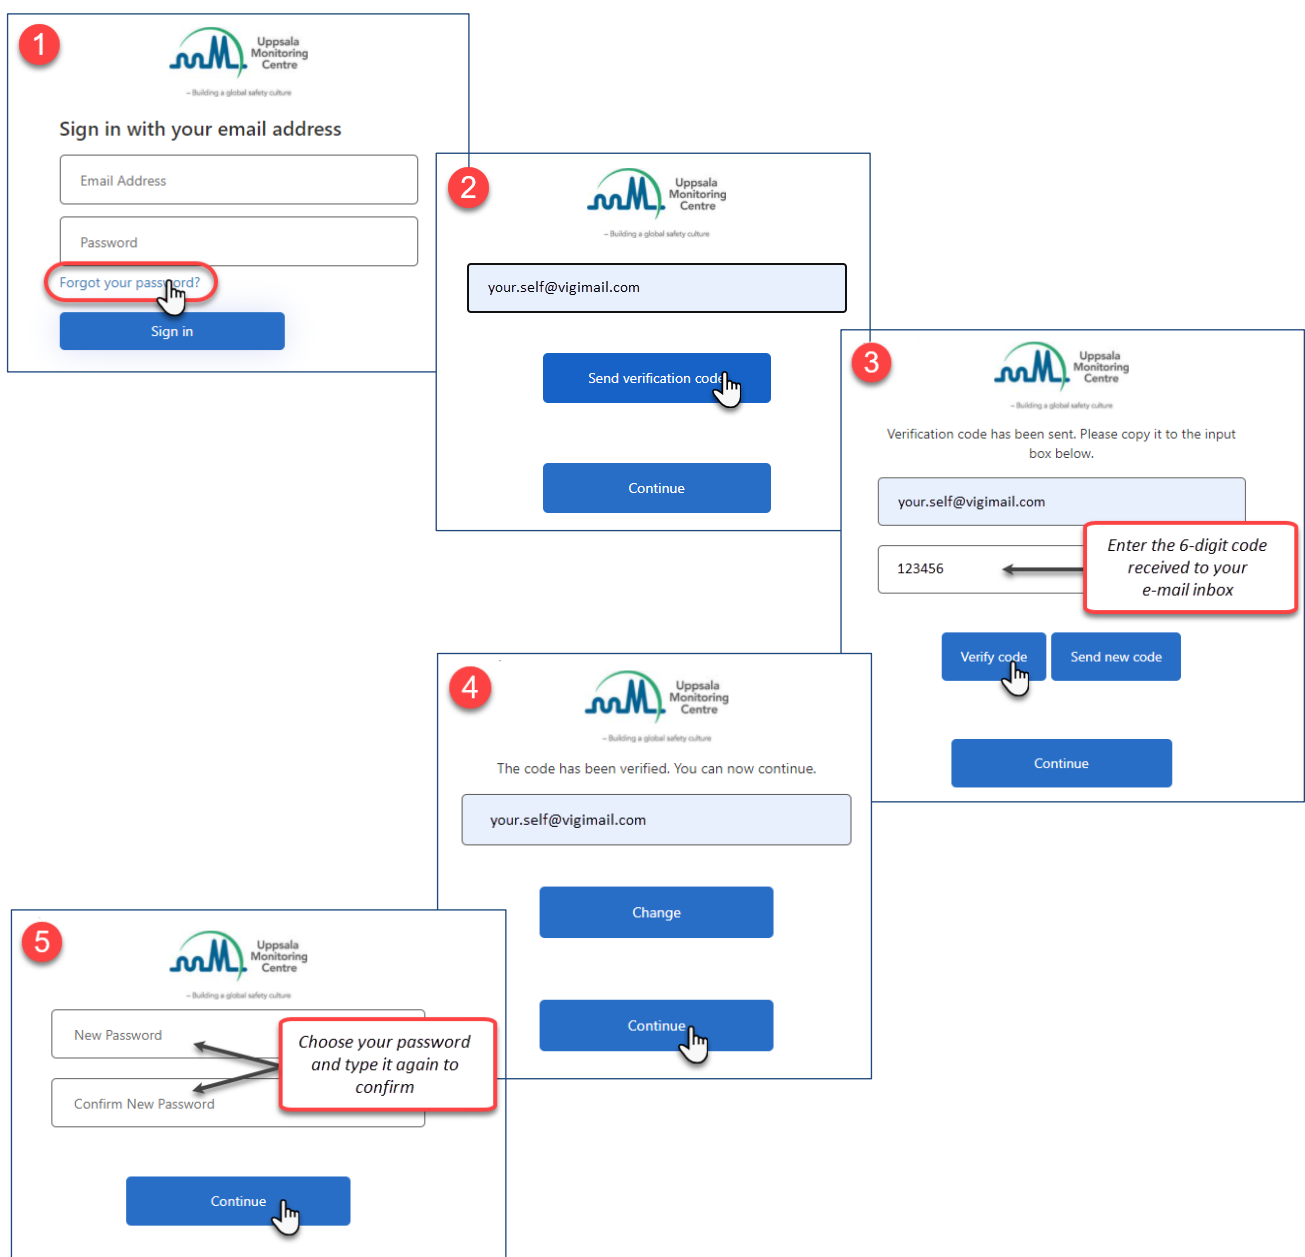 1
Uppsala
Monitoring
Centre
– Building a global safety culture
Sign in with your email address
Email Address
Password
Forgot your password?
Sign in
2
Uppsala
Monitoring
Centre
– Building a global safety culture
your.self@vigimail.com
Send verification code
Continue
3
Uppsala
Monitoring
Centre
– Building a global safety culture
Verification code has been sent. Please copy it to the input
box below.
your.self@vigimail.com
123456
Enter the 6-digit code
received to your
e-mail inbox
Verify code
Send new code
Continue
4
Uppsala
Monitoring
Centre
– Building a global safety culture
The code has been verified. You can now continue.
your.self@vigimail.com
Change
Continue
5
Uppsala
Monitoring
Centre
– Building a global safety culture
New Password
Confirm New Password
Choose your password
and type it again to
confirm
Continue